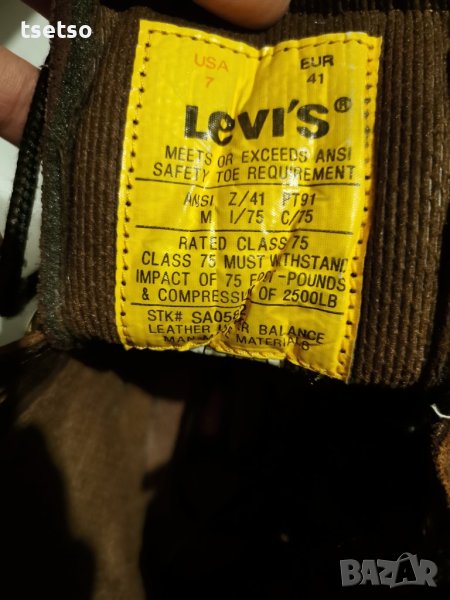 tsetso
USA EUR
7 41
Levi's®
MEETS OR EXCEEDS ANSI
SAFETY TOE REQUIREMENT
ANSI Z/41 PT91
M I/75 C/75
RATED CLASS 75
CLASS 75 MUST WITHSTAND
IMPACT OF 75 FOOT-POUNDS
& COMPRESSION OF 2500LB
STK# SA05
LEATHER UPPER BALANCE
MAN-MADE MATERIALS
BAZAR